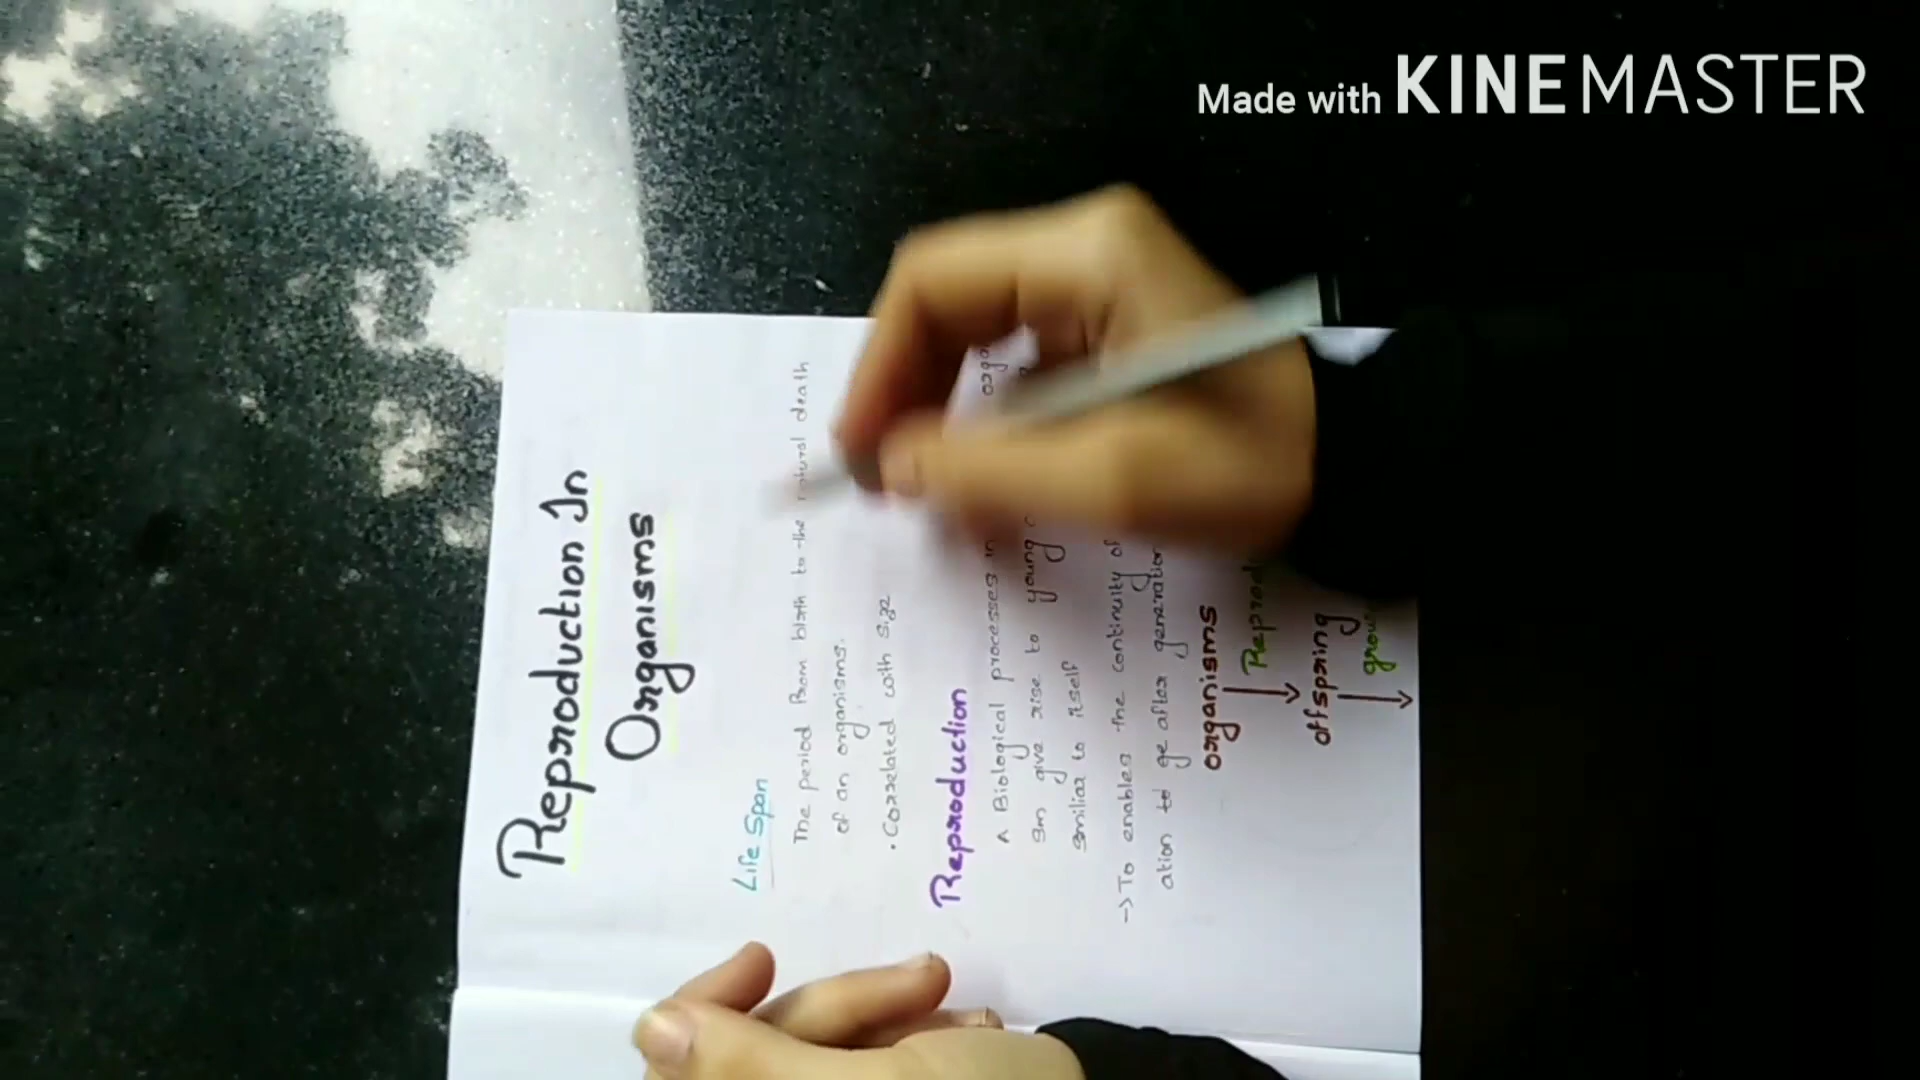 Made with KINEMASTER
Reproduction In
Organisms
Life Span
The period from birth to the natural death
of an organisms.
. Correlated with size
Reproduction
A Biological processes in
sm give rise to young
smiliar to itself
-> To enables the continuity of
ation to ge after generation
organisms
offspring